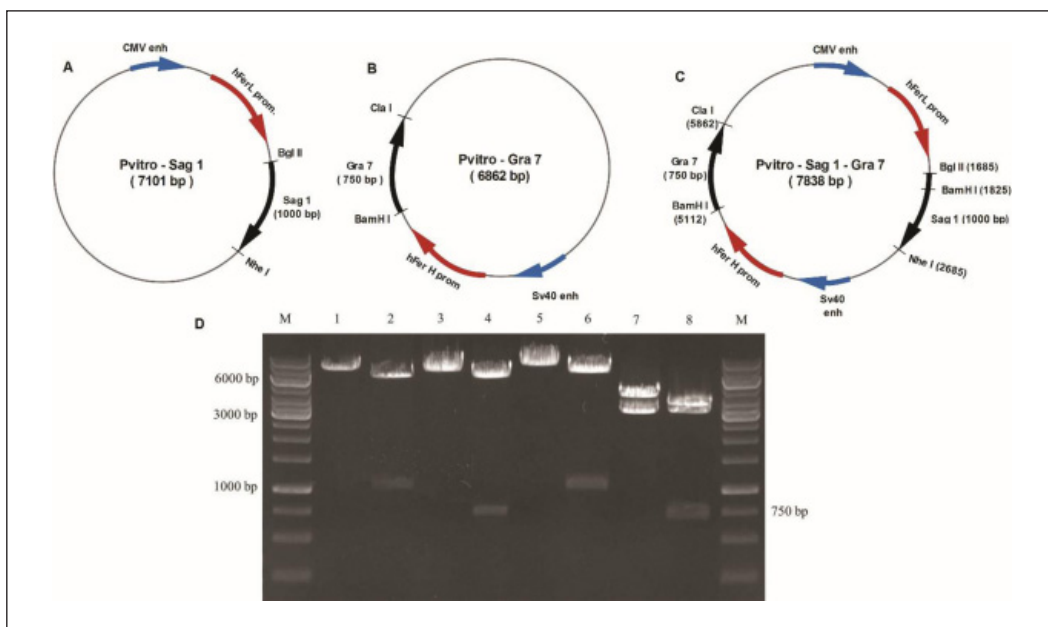 A
CMV enh
hFerL prom.
Bgl II
Sag 1
(1000 bp)
Nhe I
Pvitro - Sag 1
( 7101 bp )
B
Cla I
Gra 7
( 750 bp )
BamH I
hFer H prom
Sv40 enh
Pvitro - Gra 7
( 6862 bp)
C
CMV enh
hFerL prom
Bgl II (1685)
BamH I (1825)
Sag 1 (1000 bp)
Nhe I (2685)
Sv40
enh
hFer H prom
BamH I
(5112)
Gra 7
(750 bp)
Cla I
(5862)
Pvitro - Sag 1 - Gra 7
( 7838 bp)
D
M 1 2 3 4 5 6 7 8 M
6000 bp
3000 bp
1000 bp
750 bp